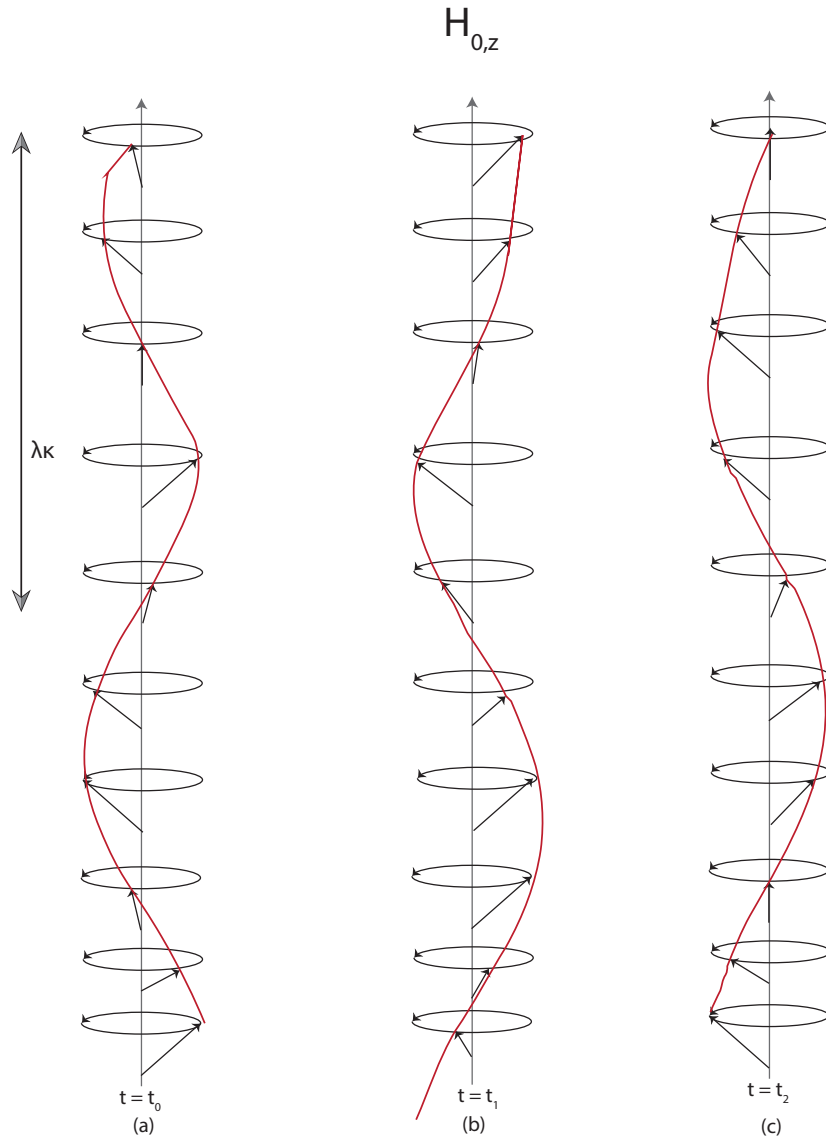 H0,z
λκ
t = t0
t = t1
t = t2
(a)
(b)
(c)